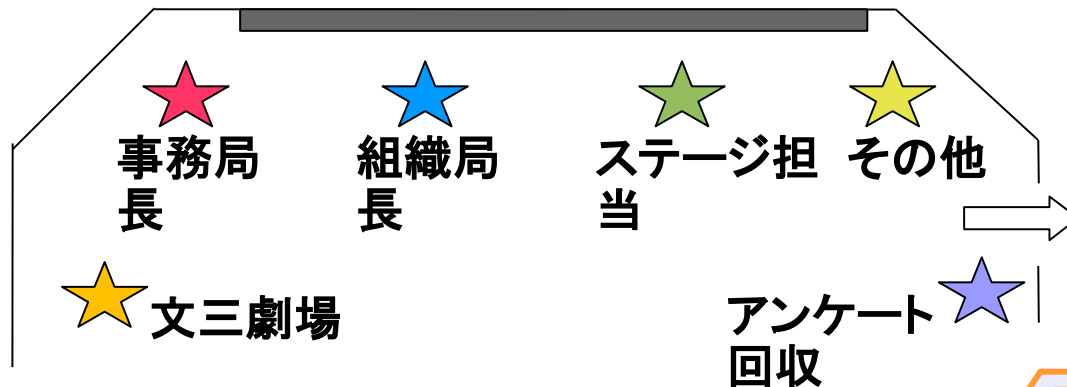 事務局
長
組織局
長
ステージ担
当
その他
文三劇場
アンケート
回収